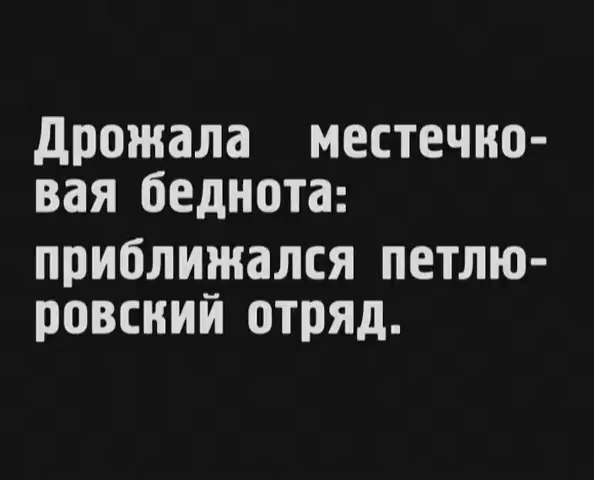 Дрожала местечко-
вая беднота:
приближался петлю-
ровский отряд.